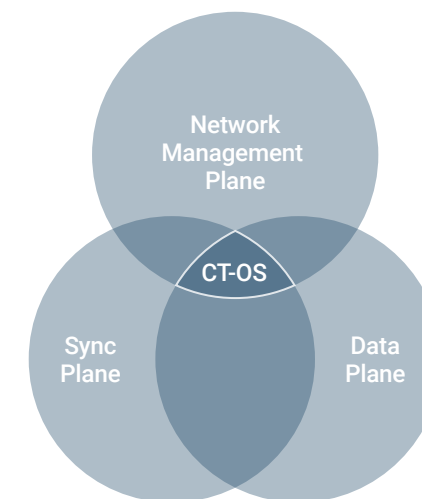 Network
Management
Plane
CT-OS
Sync
Plane
Data
Plane